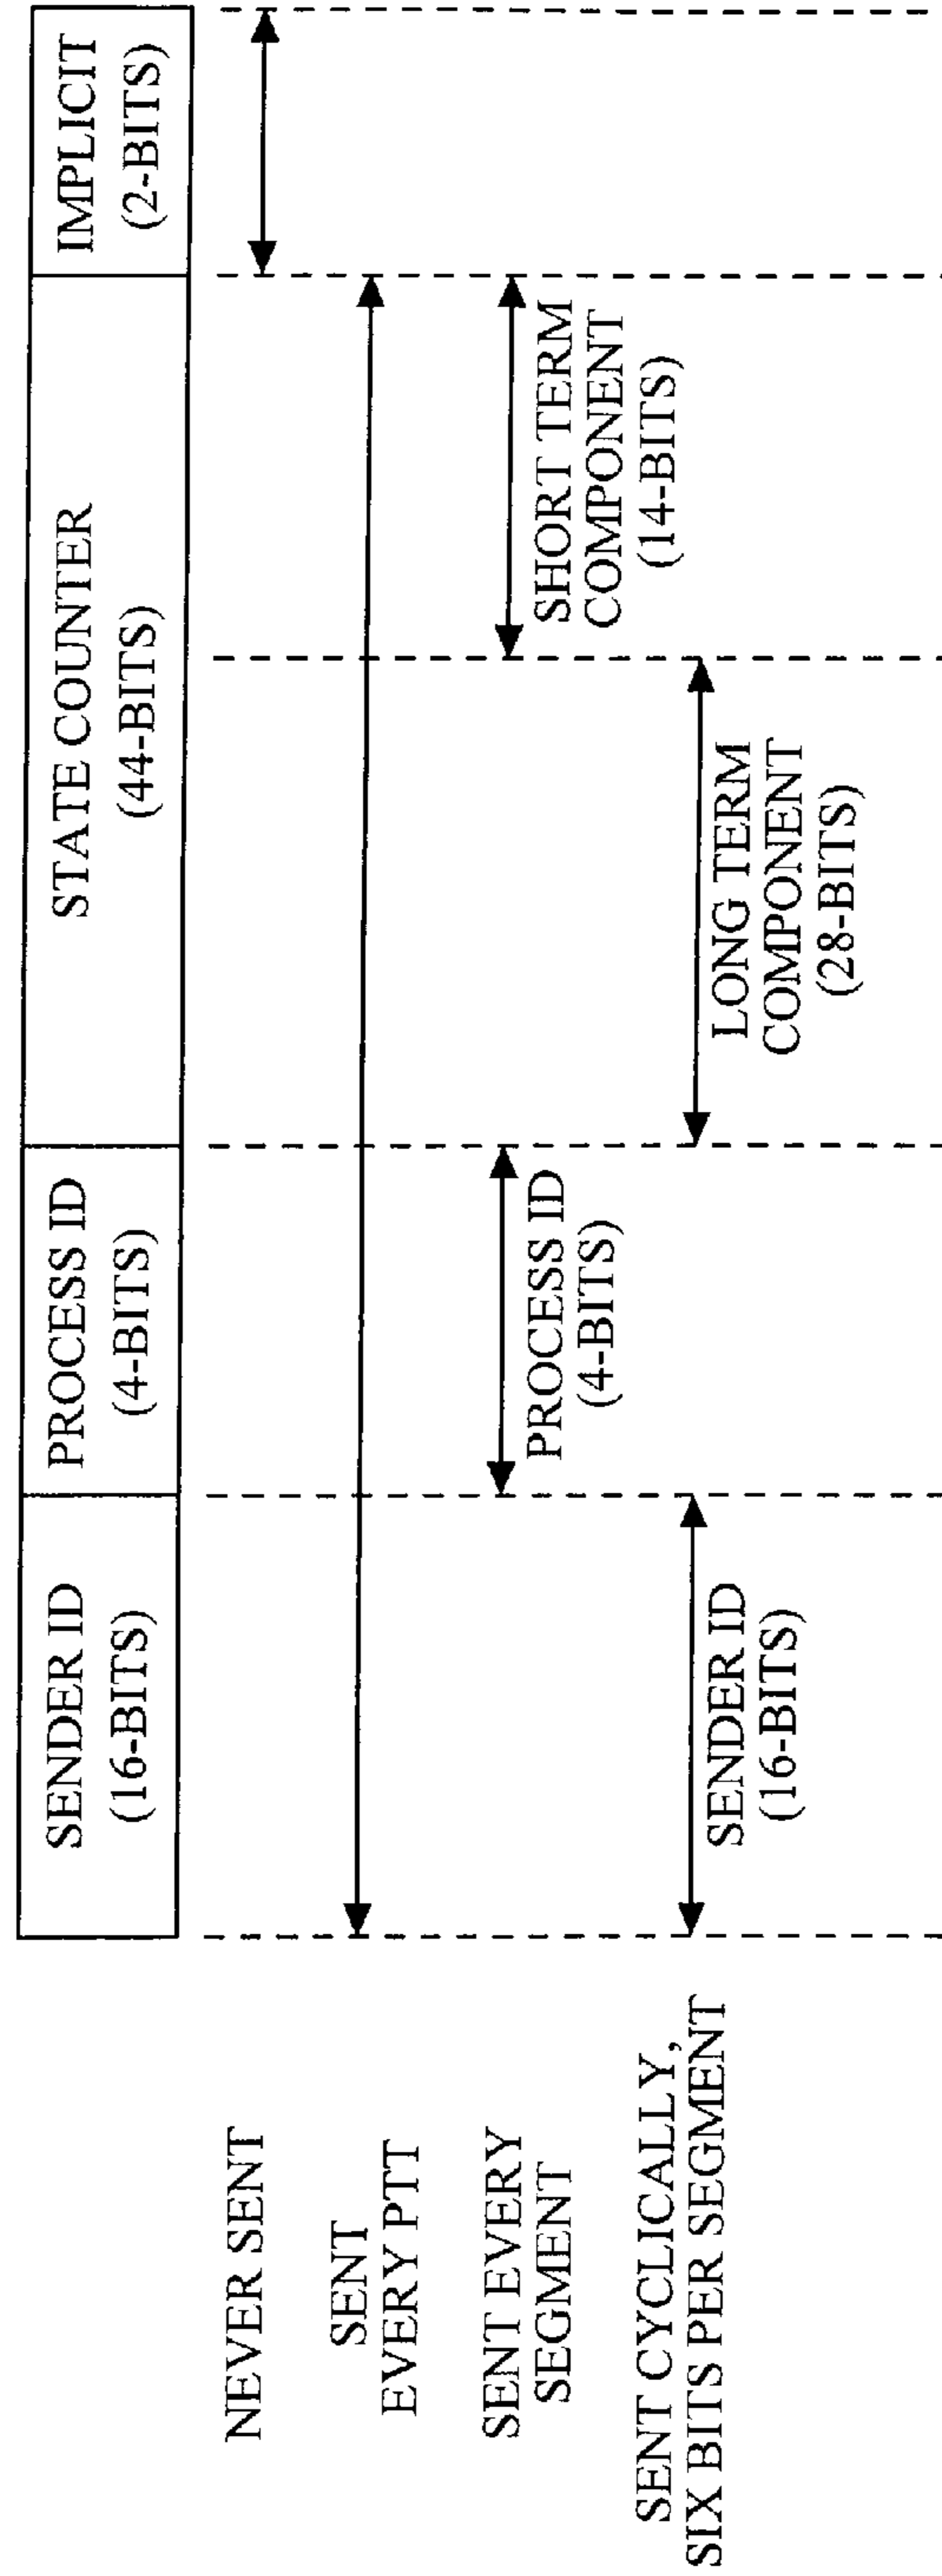 SENDER ID
(16-BITS)
PROCESS ID
(4-BITS)
STATE COUNTER
(44-BITS)
IMPLICIT
(2-BITS)
NEVER SENT
SENT
EVERY PTT
SENT EVERY
SEGMENT
PROCESS ID
(4-BITS)
SHORT TERM
COMPONENT
(14-BITS)
SENT CYCLICALLY,
SIX BITS PER SEGMENT
SENDER ID
(16-BITS)
LONG TERM
COMPONENT
(28-BITS)